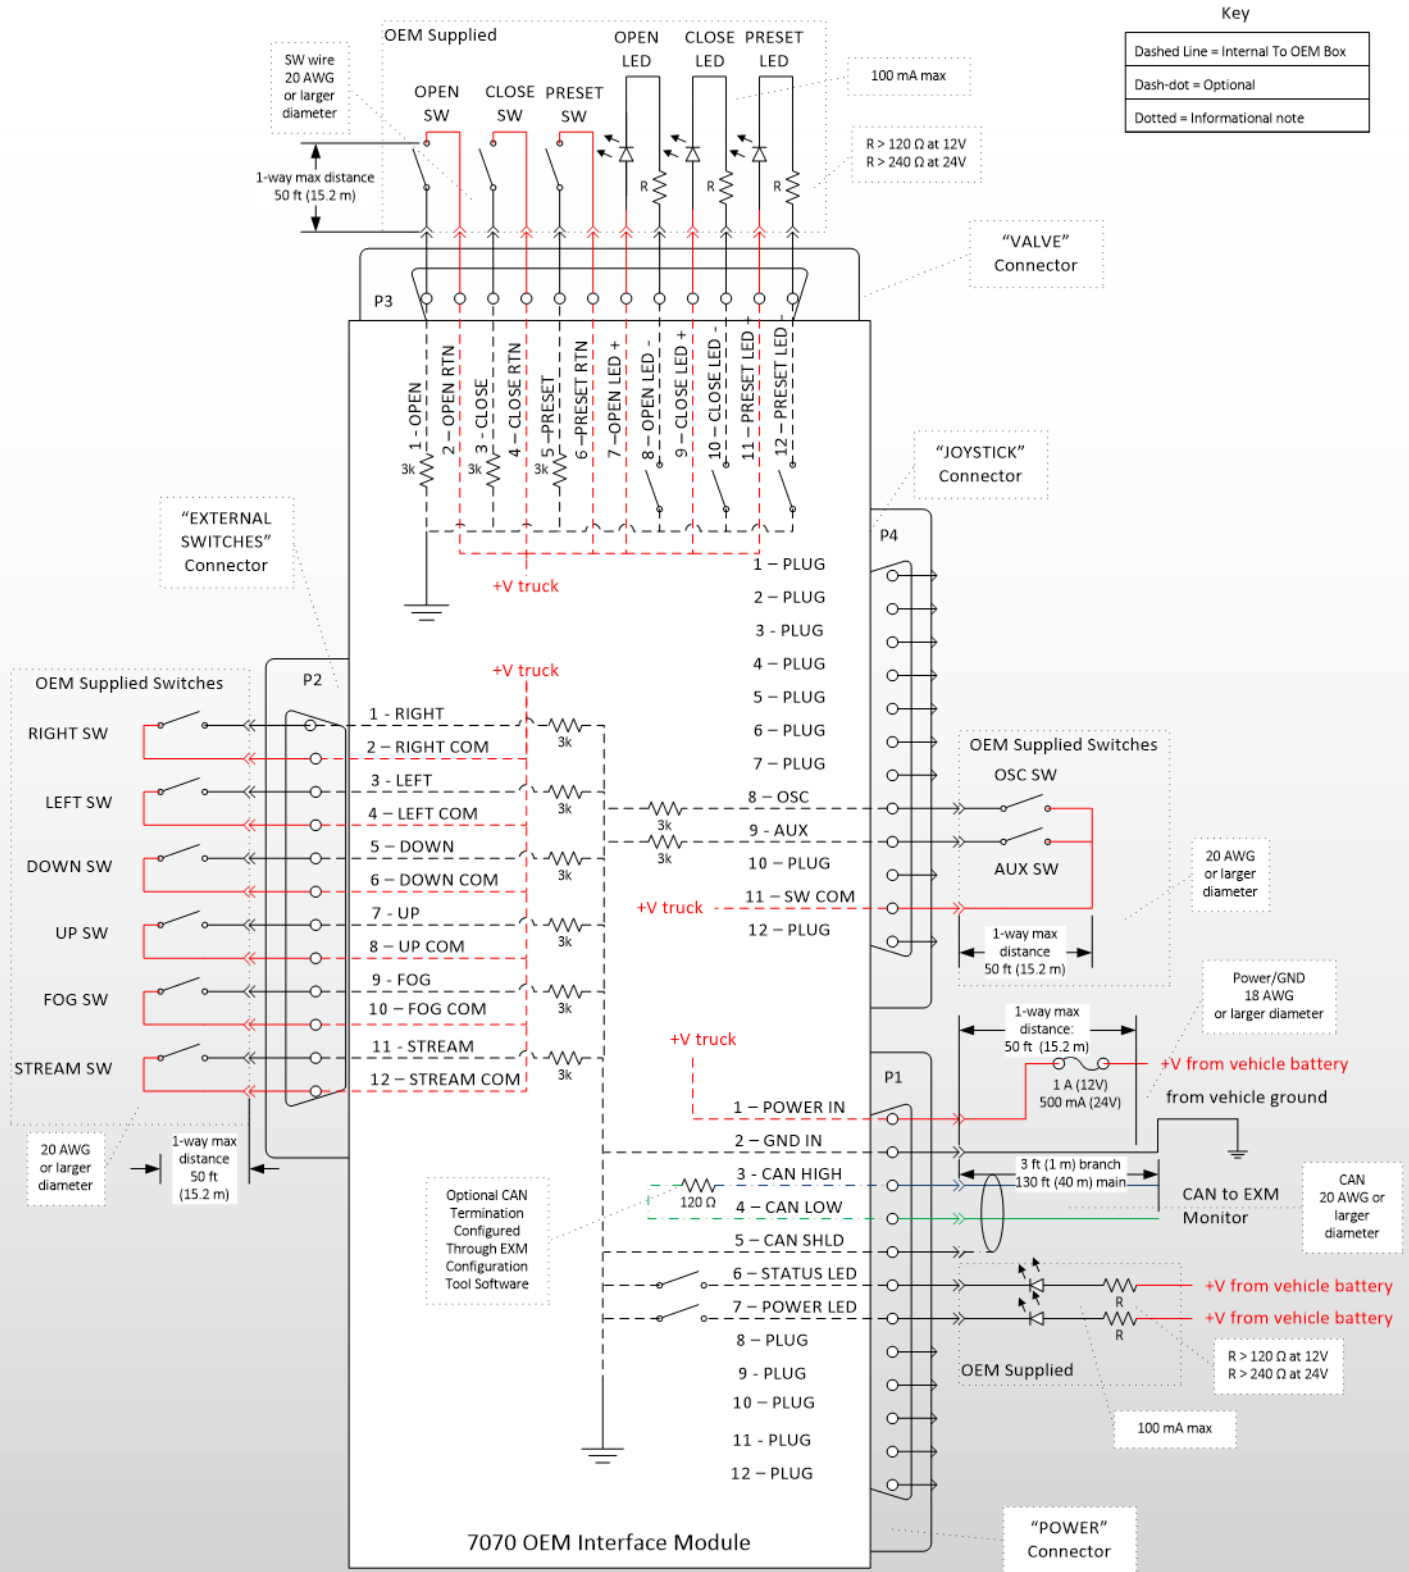 Key
Dashed Line = Internal To OEM Box
Dash-dot = Optional
Dotted = Informational note
OEM Supplied
SW wire
20 AWG
or larger
diameter
OPEN
SW
CLOSE
SW
PRESET
SW
OPEN
LED
CLOSE
LED
PRESET
LED
100 mA max
R > 120 Ω at 12V
R > 240 Ω at 24V
1-way max distance
50 ft (15.2 m)
R
R
R
"VALVE"
Connector
P3
1 - OPEN
2 – OPEN RTN
3 - CLOSE
4 – CLOSE RTN
5 –PRESET
6 –PRESET RTN
7 –OPEN LED +
8 –OPEN LED -
9 – CLOSE LED +
10 – CLOSE LED -
11 – PRESET LED +
12 – PRESET LED -
3k
3k
3k
+V truck
"JOYSTICK"
Connector
P4
1 – PLUG
2 – PLUG
3 - PLUG
4 – PLUG
5 – PLUG
6 – PLUG
7 – PLUG
8 – OSC
9 - AUX
10 – PLUG
11 – SW COM
12 – PLUG
3k
3k
+V truck
OEM Supplied Switches
OSC SW
AUX SW
20 AWG
or larger
diameter
1-way max
distance
50 ft (15.2 m)
"EXTERNAL
SWITCHES"
Connector
OEM Supplied Switches
P2
+V truck
RIGHT SW
LEFT SW
DOWN SW
UP SW
FOG SW
STREAM SW
1 - RIGHT
2 – RIGHT COM
3 - LEFT
4 – LEFT COM
5 – DOWN
6 – DOWN COM
7 - UP
8 – UP COM
9 - FOG
10 – FOG COM
11 - STREAM
12 – STREAM COM
3k
3k
3k
3k
3k
3k
20 AWG
or larger
diameter
1-way max
distance
50 ft
(15.2 m)
Power/GND
18 AWG
or larger diameter
1-way max
distance:
50 ft (15.2 m)
+V truck
P1
+V from vehicle battery
1 A (12V)
500 mA (24V)
from vehicle ground
1 – POWER IN
2 – GND IN
3 - CAN HIGH
4 – CAN LOW
5 – CAN SHLD
6 – STATUS LED
7 – POWER LED
8 – PLUG
9 - PLUG
10 – PLUG
11 - PLUG
12 – PLUG
120 Ω
Optional CAN
Termination
Configured
Through EXM
Configuration
Tool Software
3 ft (1 m) branch
130 ft (40 m) main
CAN to EXM
Monitor
CAN
20 AWG or
larger
diameter
+V from vehicle battery
+V from vehicle battery
R
R
OEM Supplied
R > 120 Ω at 12V
R > 240 Ω at 24V
100 mA max
7070 OEM Interface Module
"POWER"
Connector